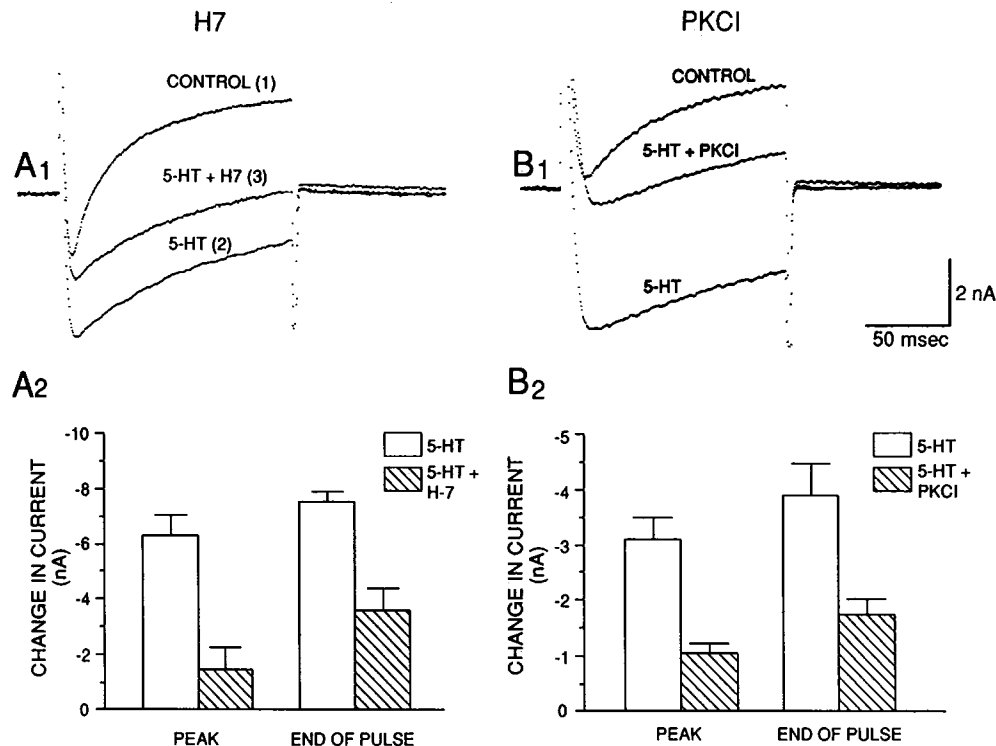 H7
PKCI
CONTROL (1)
A1
5-HT + H7 (3)
5-HT (2)
CONTROL
B1
5-HT + PKCI
5-HT
2 nA
50 msec
A2
CHANGE IN CURRENT
(nA)
-10
-8
-6
-4
-2
0
5-HT
5-HT +
H-7
PEAK
END OF PULSE
B2
CHANGE IN CURRENT
(nA)
-5
-4
-3
-2
-1
0
5-HT
5-HT +
PKCI
PEAK
END OF PULSE